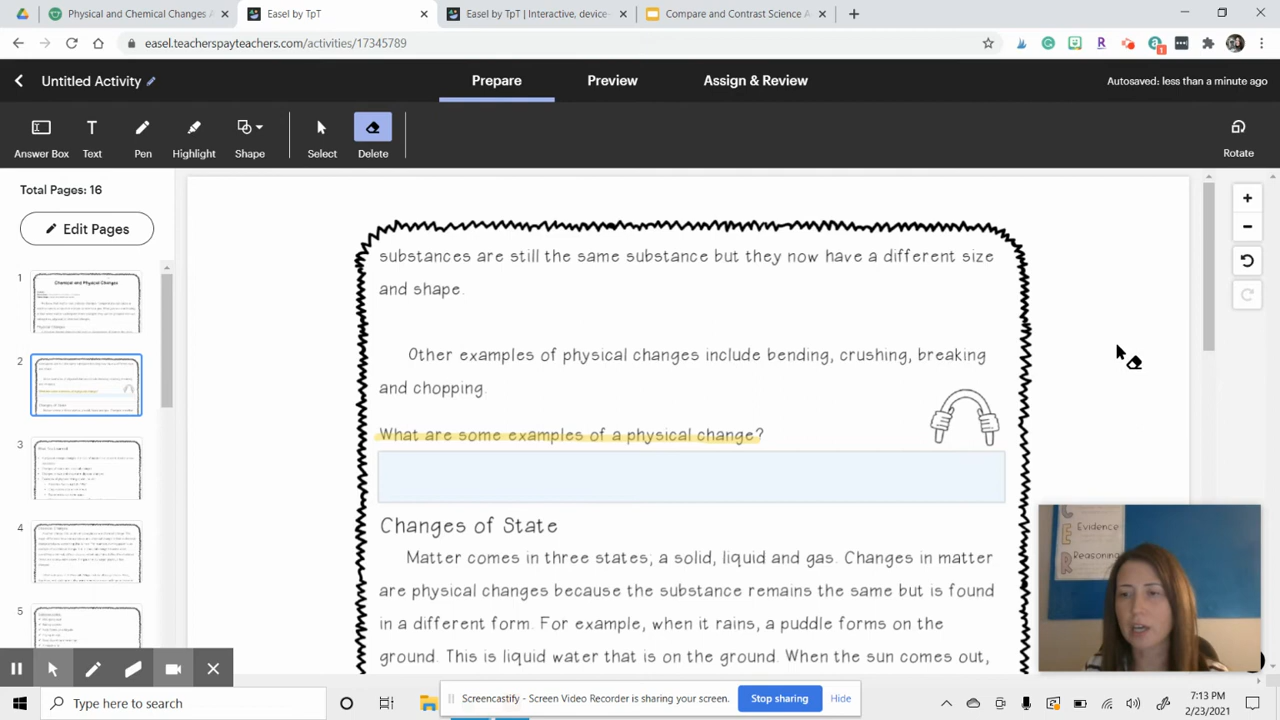 Physical and Chemical Changes A
Easel by TpT
Easel by TpT | Interactive, device-
Compare and Contrast Science A
easel.teacherspayteachers.com/activities/17345789
Untitled Activity
Prepare
Preview
Assign & Review
Autosaved: less than a minute ago
Answer Box
Text
Pen
Highlight
Shape
Select
Delete
Rotate
Total Pages: 16
Edit Pages
1
Chemical and Physical Changes
2
3
4
5
substances are still the same substance but they now have a different size
and shape.
Other example of physical changes include bending, crushing, breaking
and chopping.
What are some examples of a physical change?
Changes of State
Matter comes in three states, a solid, liquid and gas. Changes in matter
are physical changes because the substance remains the same but is found
in a different form. For example, when it rains, a puddle forms on the
ground. This is liquid water that is on the ground. When the sun comes out,
E
R
Evidence
Reasoning
Type here to search
Screencastify - Screen Video Recorder is sharing your screen.
Stop sharing
Hide
7:13 PM
2/23/2021